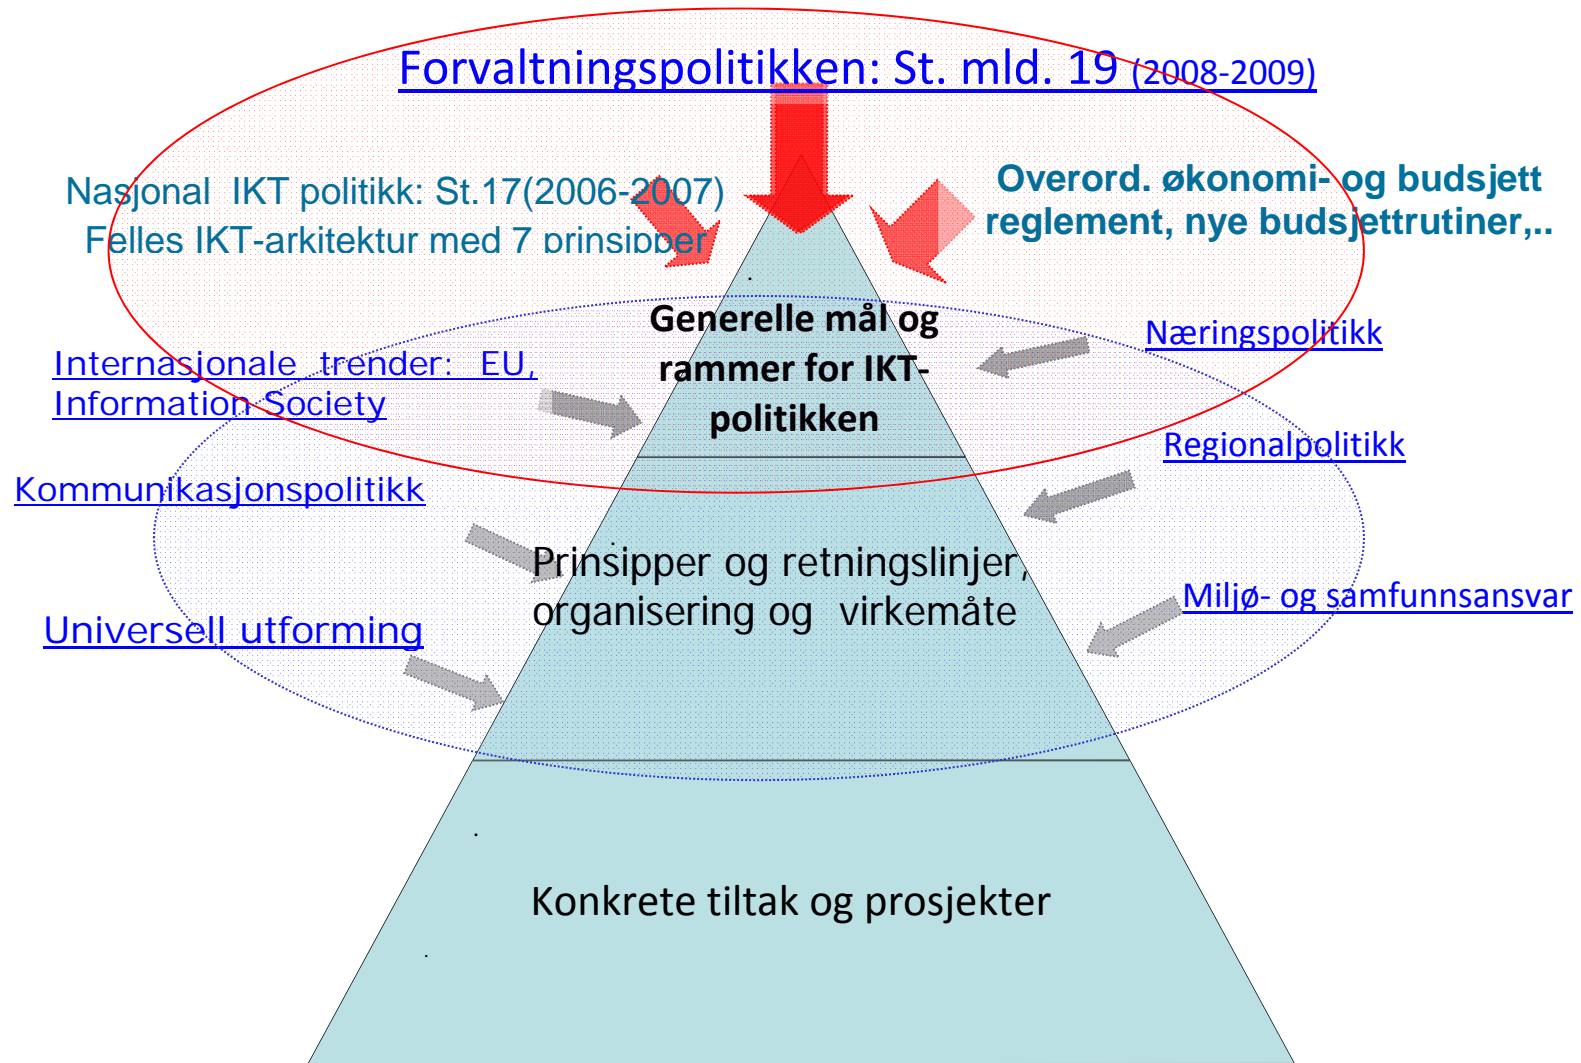 Forvaltningspolitikken: St. mld. 19 (2008-2009)
Nasjonal IKT politikk: St.17(2006-2007)
Felles IKT-arkitektur med 7 prinsipper
Overord. økonomi- og budsjett
reglement, nye budsjettrutiner,..
Generelle mål og
rammer for IKT-
politikken
Internasjonale trender: EU,
Information Society
Næringspolitikk
Kommunikasjonspolitikk
Regionalpolitikk
Prinsipper og retningslinjer,
organisering og virkemåte
Universell utforming
Miljø- og samfunnsansvar
Konkrete tiltak og prosjekter